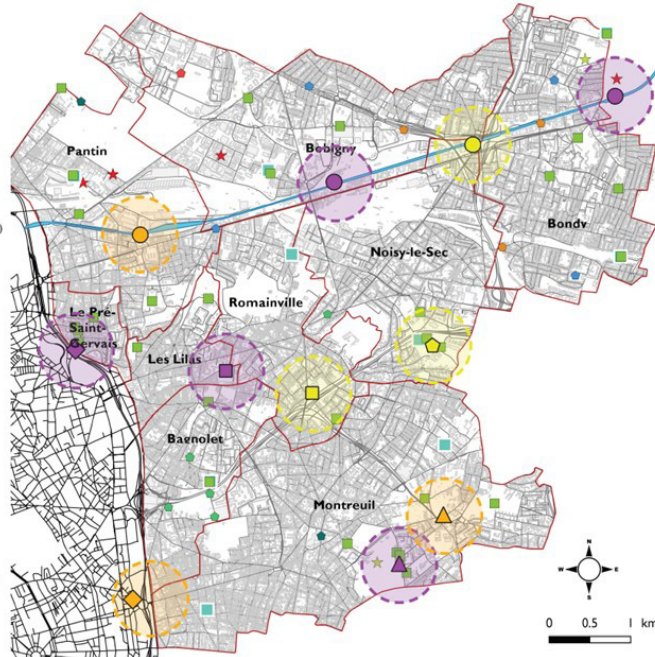 Pantin
Bobigny
Bondy
Noisy-le-Sec
Romainville
Le Pré-
Saint-
Gervais
Les Lilas
Bagnolet
Montreuil
N
W E
S
0 0.5 1 km